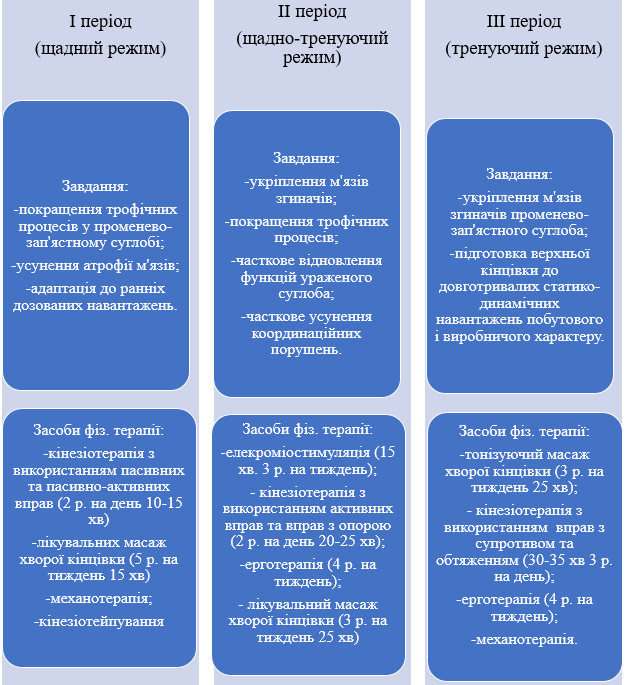 І період
(щадний режим)
Завдання:
-покращення трофічних
процесів у променево-
зап'ястному суглобі;
-усунення атрофії м'язів;
-адаптація до ранніх
дозованих навантажень.
Засоби фіз. терапії:
-кінезіотерапія з
використанням пасивних
та пасивно-активних
вправ (2 р. на день 10-15
хв)
-лікувальних масаж
хворої кінцівки (5 р. на
тиждень 15 хв)
-механотерапія;
-кінезіотейпування
ІІ період
(щадно-тренуючий
режим)
Завдання:
-укріплення м'язів
згиначів;
-покращення трофічних
процесів;
-часткове відновлення
функцій ураженого
суглоба;
-часткове усунення
координаційних
порушень.
Засоби фіз. терапії:
-елекроміостимуляція (15
хв. 3 р. на тиждень);
- кінезіотерапія з
використанням активних
вправ та вправ з опорою
(2 р. на день 20-25 хв);
-ерготерапія (4 р. на
тиждень);
- лікувальний масаж
хворої кінцівки (3 р. на
тиждень 25 хв)
ІІІ період
(тренуючий режим)
Завдання:
-укріплення м'язів
згиначів променево-
зап'ястного суглоба;
-підготовка верхньої
кінцівки до
довготривалих статико-
динамічних
навантажень побутового
і виробничого характеру.
Засоби фіз. терапії:
-тонізуючий масаж
хворої кінцівки (3 р. на
тиждень 25 хв);
- кінезіотерапія з
використанням вправ з
супротивом та
обтяженням (30-35 хв 3 р.
на день);
-ерготерапія (4 р. на
тиждень);
-механотерапія.